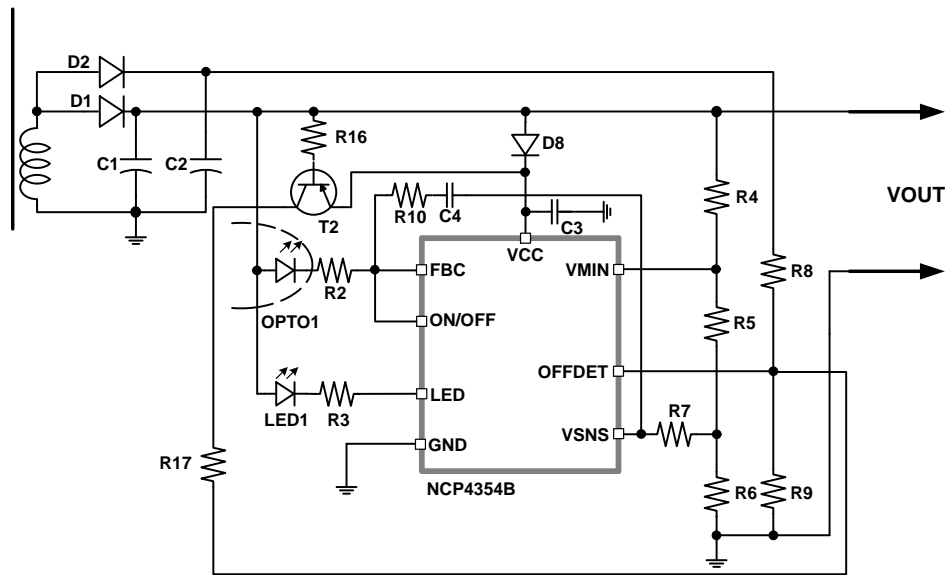 D2
D1
R16
D8
C1
C2
R4
VOUT
T2
R10
C4
C3
VCC
FBC
VMIN
R8
R2
OPTO1
ON/OFF
R5
OFFDET
LED
LED1
R3
R7
VSNS
GND
R17
R6
R9
NCP4354B